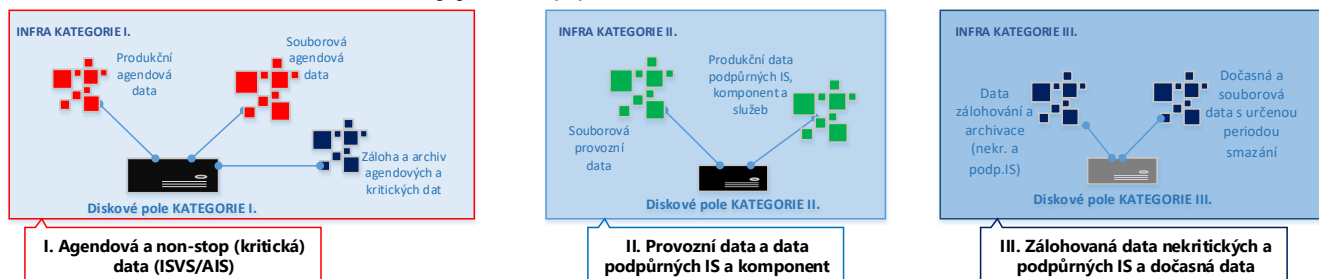 INFRA KATEGORIE I.
Produkční
agendová
data
Souborová
agendová
data
Záloha a archiv
agendových a
kritických dat
Diskové pole KATEGORIE I.
I. Agendová a non-stop (kritická)
data (ISVS/AIS)
INFRA KATEGORIE II.
Produkční data
podpůrných IS,
komponent a
služeb
Souborová
provozní
data
Diskové pole KATEGORIE II.
II. Provozní data a data
podpůrných IS a komponent
INFRA KATEGORIE III.
Data
zálohování a
archivace
(nekr. a
podp.IS)
Dočasná a
souborová
data s určenou
periodou
smazání
Diskové pole KATEGORIE III.
III. Zálohovaná data nekritických a
podpůrných IS a dočasná data